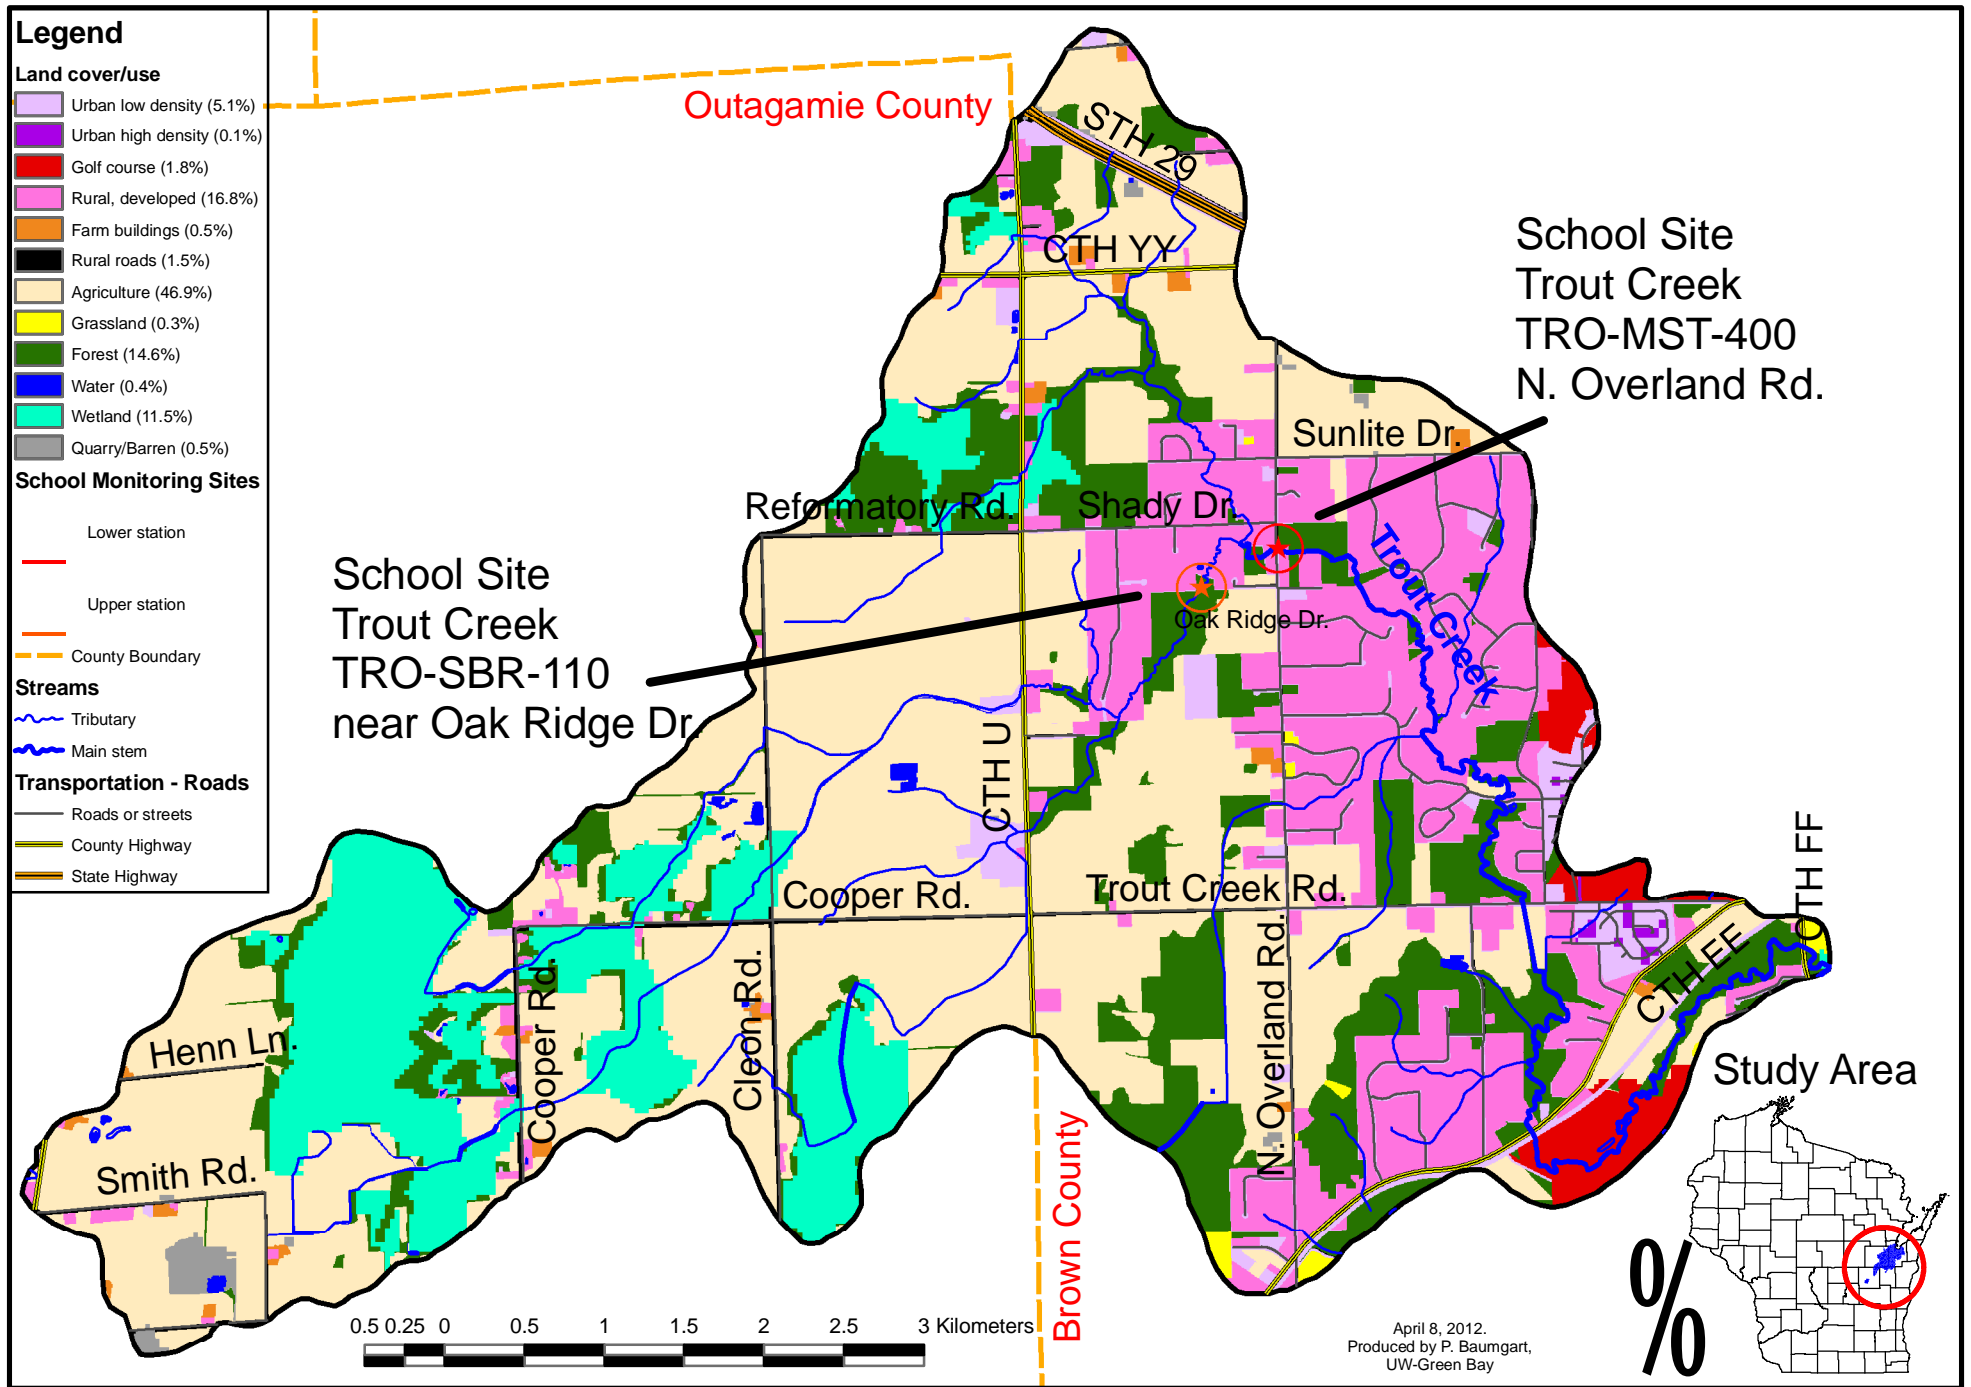 Legend
Land cover/use
Urban low density (5.1%)
Urban high density (0.1%)
Golf course (1.8%)
Rural, developed (16.8%)
Farm buildings (0.5%)
Rural roads (1.5%)
Agriculture (46.9%)
Grassland (0.3%)
Forest (14.6%)
Water (0.4%)
Wetland (11.5%)
Quarry/Barren (0.5%)
School Monitoring Sites
Lower station
Upper station
County Boundary
Streams
Tributary
Main stem
Transportation - Roads
Roads or streets
County Highway
State Highway
Outagamie County
STH 29
CTH YY
School Site
Trout Creek
TRO-MST-400
N. Overland Rd.
Sunlite Dr.
Reformatory Rd.
Shady Dr.
Trout Creek
School Site
Trout Creek
TRO-SBR-110
near Oak Ridge Dr.
Oak Ridge Dr.
CTH U
CTH FF
Cooper Rd.
Trout Creek Rd.
CTH EE
Cooper Rd.
Cleon Rd.
N. Overland Rd.
Henn Ln.
Smith Rd.
Brown County
Study Area
0.5 0.25 0 0.5 1 1.5 2 2.5 3 Kilometers
April 8, 2012.
Produced by P. Baumgart,
UW-Green Bay
%